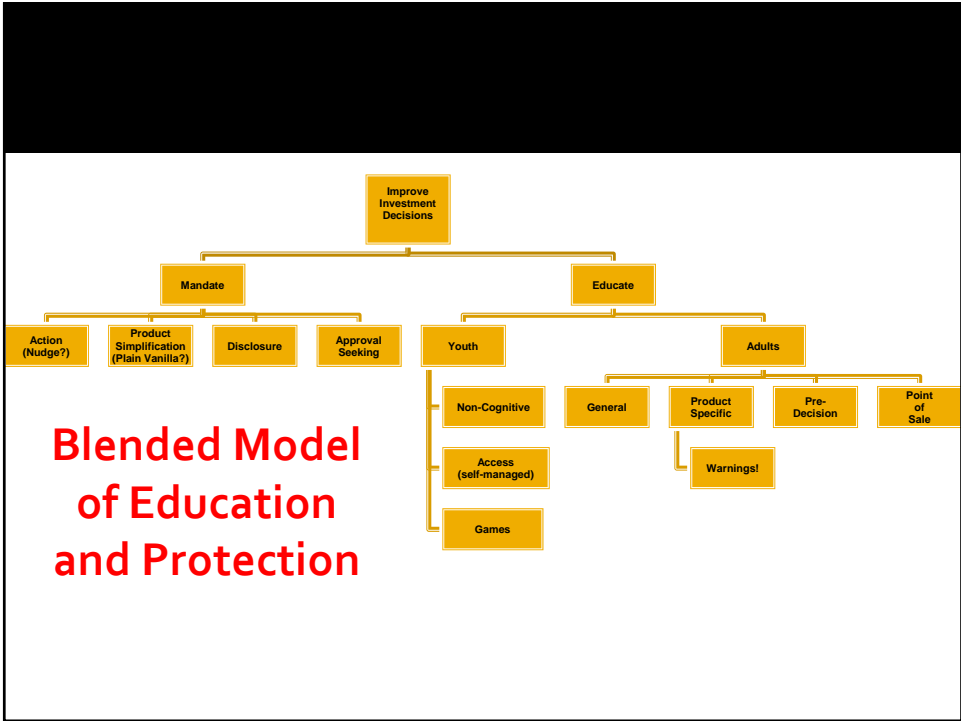 Improve
Investment
Decisions
Mandate
Educate
Action
(Nudge?)
Product
Simplification
(Plain Vanilla?)
Disclosure
Approval
Seeking
Youth
Adults
Non-Cognitive
General
Product
Specific
Pre-
Decision
Point
of
Sale
Access
(self-managed)
Warnings!
Games
Blended Model
of Education
and Protection